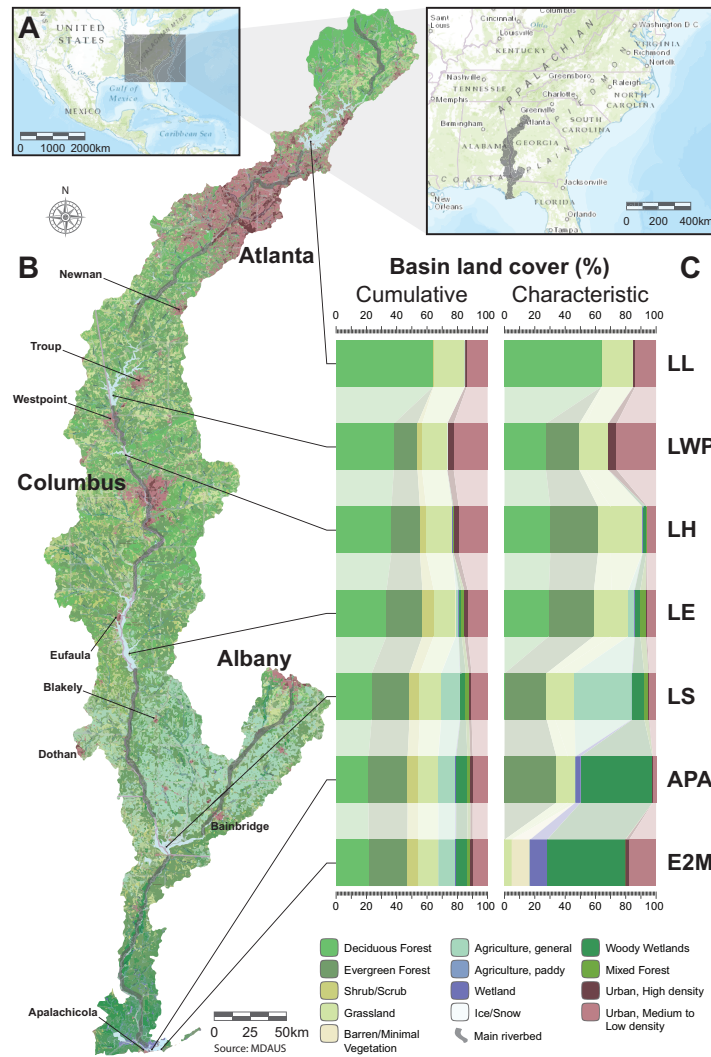 A
UNITED
STATES
Gulf of
Mexico
MEXICO
Caribbean Sea
0 1000 2000km
Saint
Louis
Cincinnati
Columbus
Washington D C
Louisville
VIRGINIA
Richmond
Norfolk
KENTUCKY
APPALACHIAN
Nashville
Greensboro
Raleigh
TENNESSEE
PIEDMONT
Memphis
Charlotte
NORTH
CAROLINA
Greenville
Atlanta
SOUTH
CAROLINA
Birmingham
ALABAMA
GEORGIA
COASTAL PLAIN
Jacksonville
New
Orleans
FLORIDA
Orlando
Tampa
0 200 400km
N
B
Atlanta
Newnan
Troup
Westpoint
Columbus
Eufaula
Albany
Blakely
Dothan
Bainbridge
Apalachicola
0 25 50km
Source: MDAUS
Basin land cover (%)
C
Cumulative
Characteristic
0 20 40 60 80 100
0 20 40 60 80 100
LL
LWP
LH
LE
LS
APA
E2M
0 20 40 60 80 100
0 20 40 60 80 100
Deciduous Forest
Evergreen Forest
Shrub/Scrub
Grassland
Barren/Minimal
Vegetation
Agriculture, general
Agriculture, paddy
Wetland
Ice/Snow
Main riverbed
Woody Wetlands
Mixed Forest
Urban, High density
Urban, Medium to
Low density